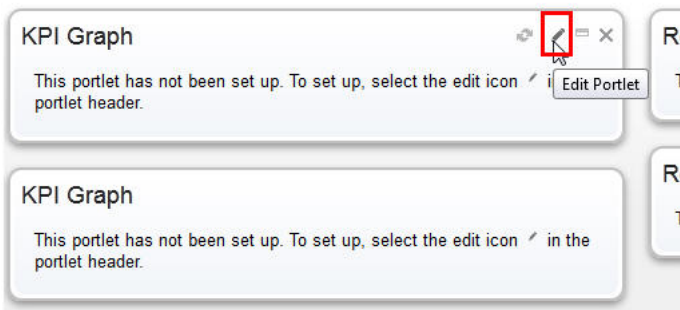 KPI Graph
This portlet has not been set up. To set up, select the edit icon i
portlet header.
Edit Portlet
KPI Graph
This portlet has not been set up. To set up, select the edit icon in the
portlet header.
R
T
R
T